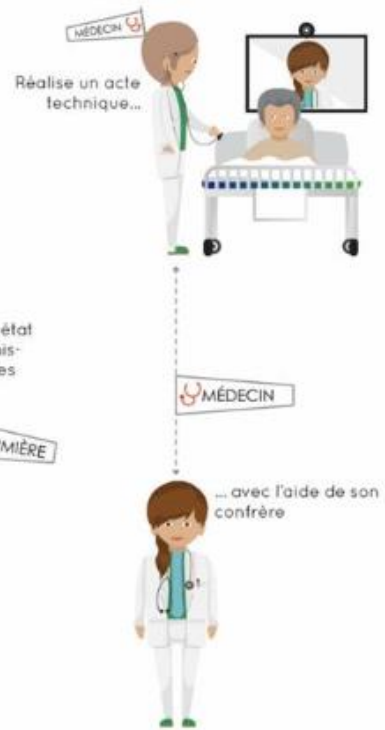 MÉDECIN
Réalise un acte
technique...
état
is-
es
MÉDECIN
MIÈRE
... avec l'aide de son
confrère